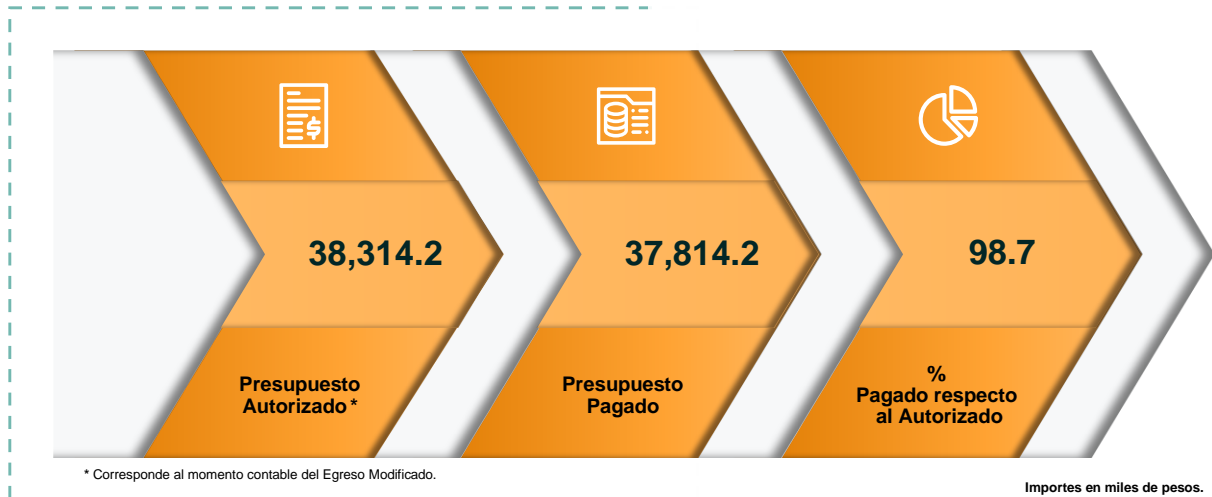 38,314.2
37,814.2
98.7
Presupuesto
Autorizado *
Presupuesto
Pagado
%
Pagado respecto
al Autorizado
* Corresponde al momento contable del Egreso Modificado.
Importes en miles de pesos.